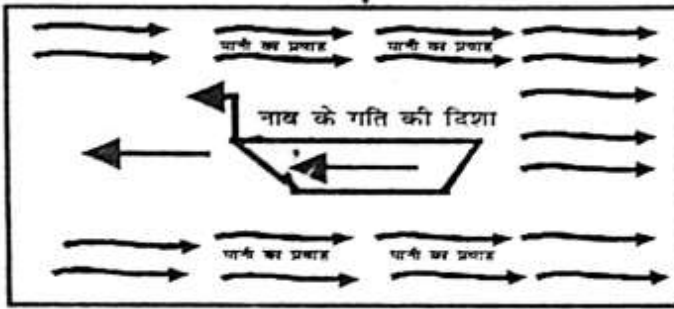 पानी का प्रवाह पानी का प्रवाह
नाव के गति की दिशा
पानी का प्रवाह पानी का प्रवाह